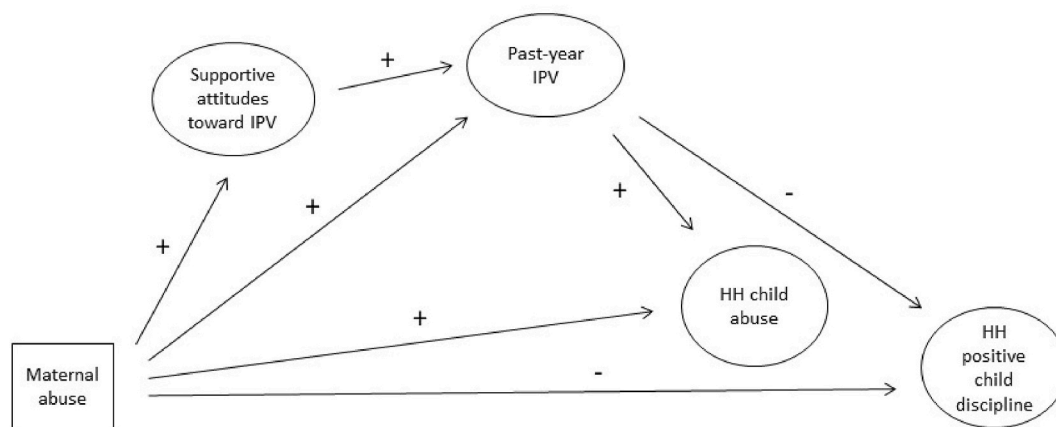 Supportive
attitudes
toward IPV
+
Past-year
IPV
+
+
+
-
HH child
abuse
+
-
HH
positive
child
discipline
Maternal
abuse